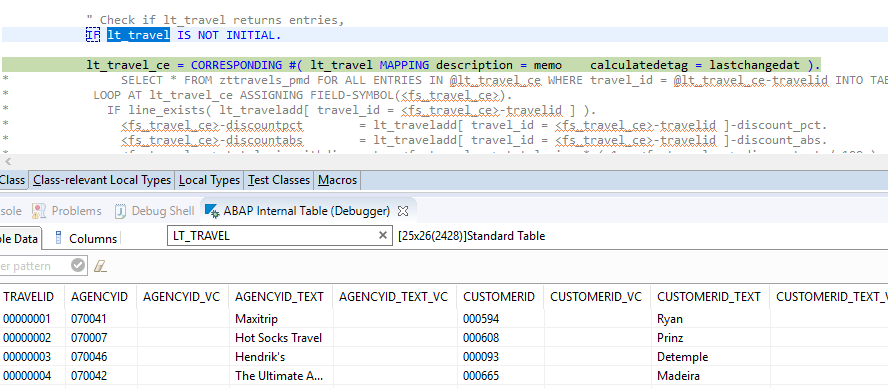 " Check if lt_travel returns entries,
IF lt_travel IS NOT INITIAL.
lt_travel_ce = CORRESPONDING #( lt_travel MAPPING description = memo    calculatedetag = lastchangedat ).
*        SELECT * FROM zttravels_pmd FOR ALL ENTRIES IN @lt_travel_ce WHERE travel_id = @lt_travel_ce-travelid INTO TAB
*    LOOP AT lt_travel_ce ASSIGNING FIELD-SYMBOL(<fs_travel_ce>).
*      IF line_exists( lt_traveladd[ travel_id = <fs_travel_ce>-travelid ] ).
*        <fs_travel_ce>-discountpct        = lt_traveladd[ travel_id = <fs_travel_ce>-travelid ]-discount_pct.
*        <fs_travel_ce>-discountabs        = lt_traveladd[ travel_id = <fs_travel_ce>-travelid ]-discount_abs.
Class Class-relevant Local Types Local Types Test Classes Macros
sole Problems Debug Shell ABAP Internal Table (Debugger)
ble Data Columns LT_TRAVEL [25x26(2428)]Standard Table
er pattern
TRAVELID AGENCYID AGENCYID_VC AGENCYID_TEXT AGENCYID_TEXT_VC CUSTOMERID CUSTOMERID_VC CUSTOMERID_TEXT CUSTOMERID_TEXT_V
00000001 070041 Maxitrip 000594 Ryan
00000002 070007 Hot Socks Travel 000608 Prinz
00000003 070046 Hendrik's 000093 Detemple
00000004 070042 The Ultimate A... 000665 Madeira